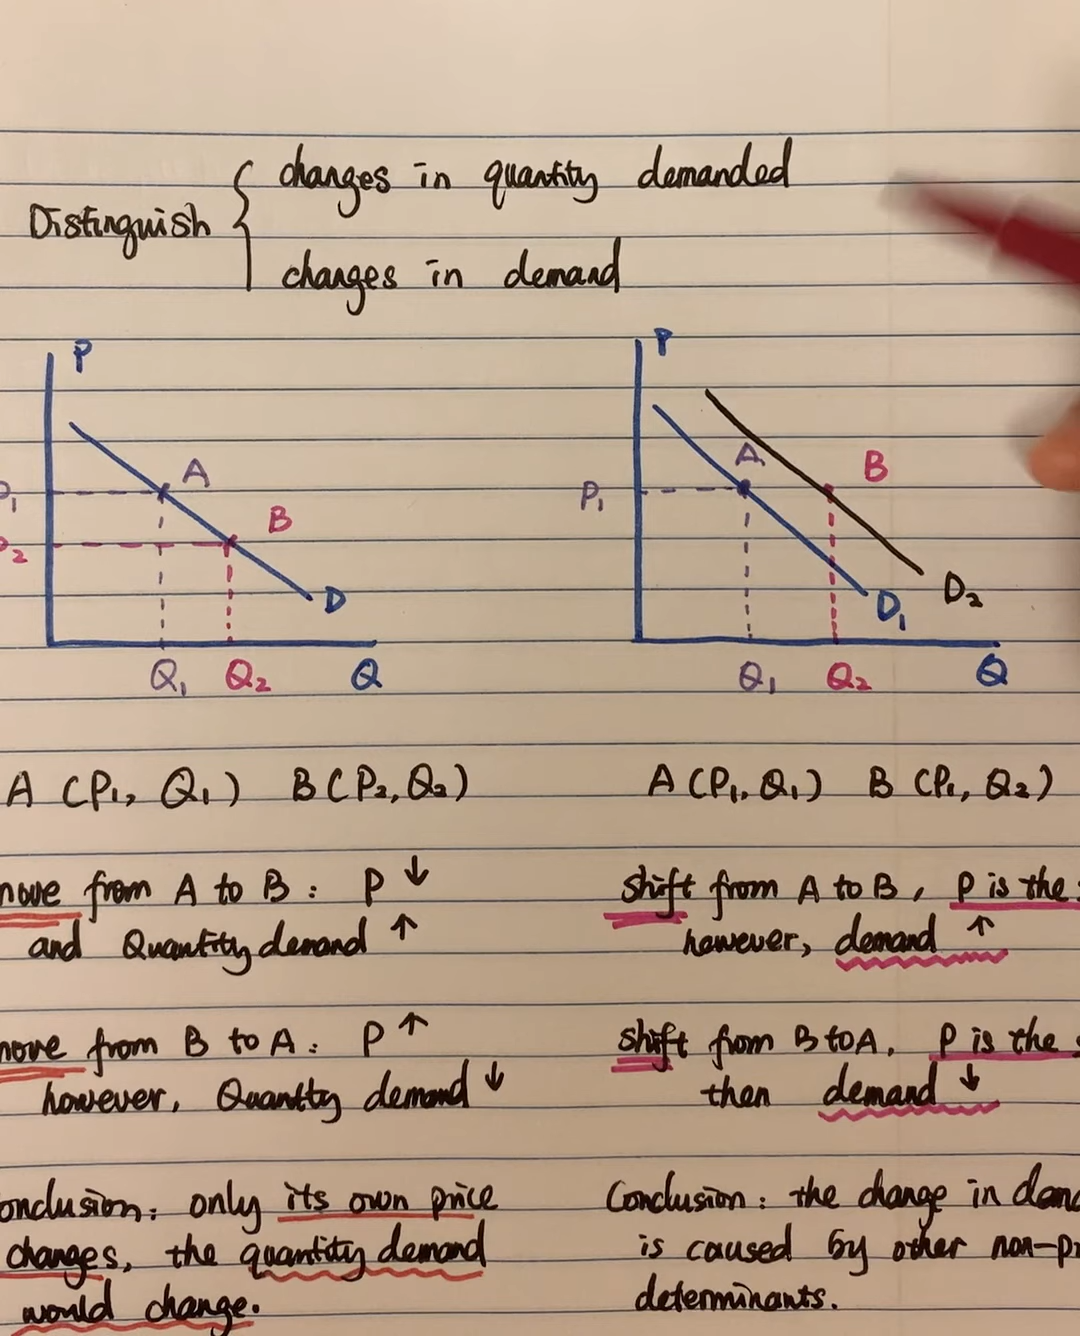 changes in quantity demanded
Distinguish {
changes in demand
P
A
B
D
Q1 Q2 Q
P
P1
A
B
D1
D2
Q1 Q2 Q
A (P1, Q1) B (P2, Q2)
move from A to B : P ↓
and Quantity demand ↑
move from B to A : P ↑
however, Quantity demand ↓
conclusion: only its own price
changes, the quantity demand
would change.
A (P1, Q1) B (P1, Q2)
shift from A to B, P is the
however, demand ↑
shift from B to A. P is the
then demand ↓
Conclusion : the change in
is caused by other
determinants.